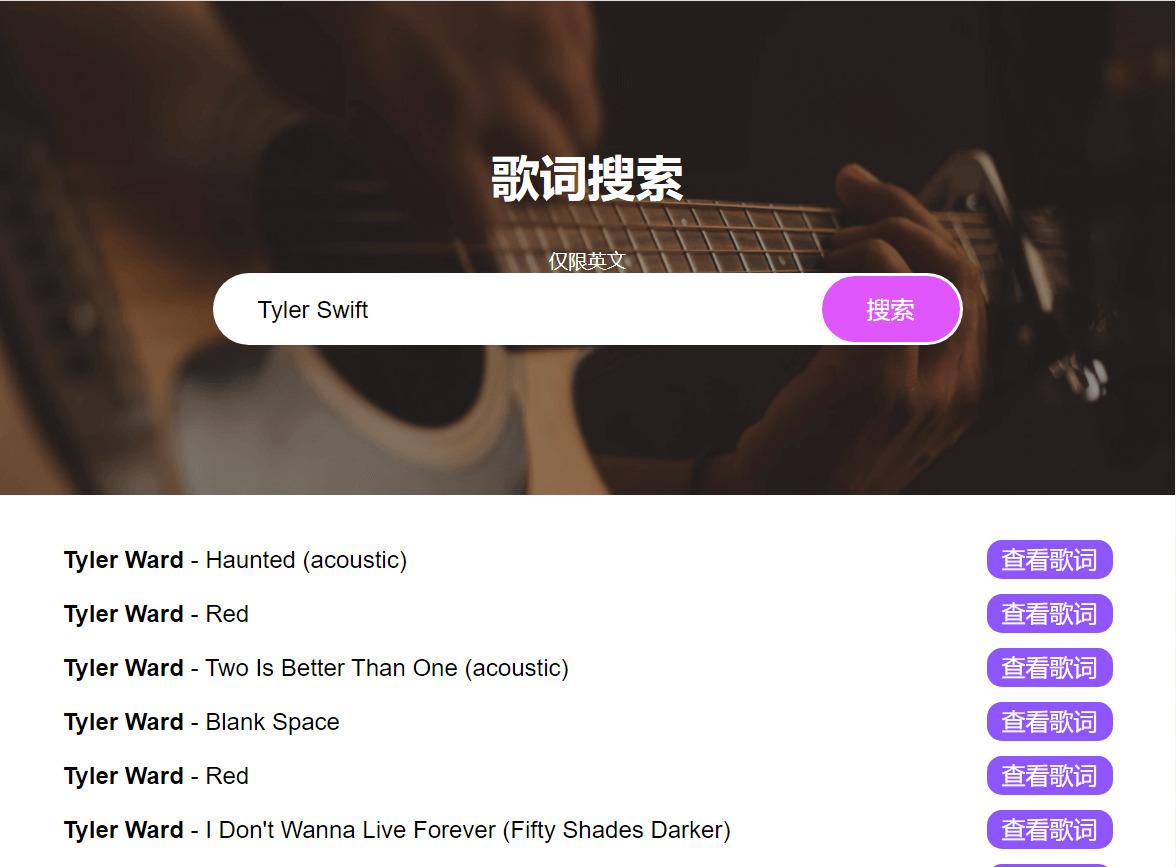 歌词搜索
仅限英文
Tyler Swift 搜索
Tyler Ward - Haunted (acoustic) 查看歌词
Tyler Ward - Red 查看歌词
Tyler Ward - Two Is Better Than One (acoustic) 查看歌词
Tyler Ward - Blank Space 查看歌词
Tyler Ward - Red 查看歌词
Tyler Ward - I Don't Wanna Live Forever (Fifty Shades Darker) 查看歌词